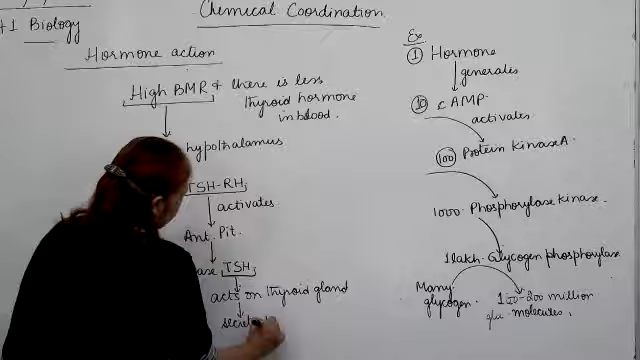 Chemical Coordination
+1 Biology
Hormone action
High BMR & there is less
thyroid hormone
in blood.
hypothalamus
TSH-RH
activates
Ant. Pit.
TSH
acts on thyroid gland
Ex
1 Hormone
generates
10 cAMP
activates
100 Protein Kinase A.
1000 Phosphorylase kinase.
1 lakh Glycogen phosphorylase
Many glycogen.
100-200 million
glu molecules.